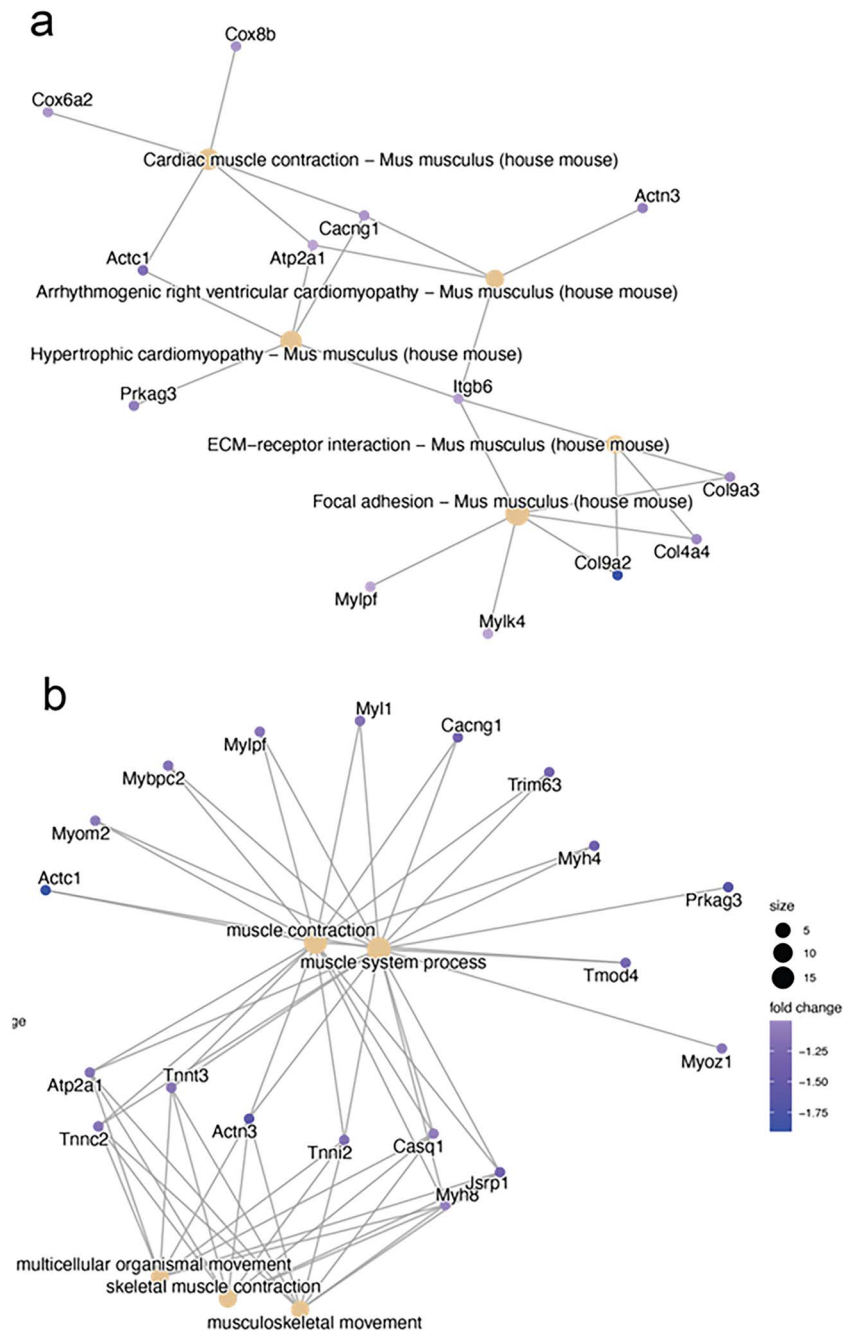 a
Cox8b
Cox6a2
Cardiac muscle contraction – Mus musculus (house mouse)
Actn3
Cacng1
Actc1
Atp2a1
Arrhythmogenic right ventricular cardiomyopathy – Mus musculus (house mouse)
Hypertrophic cardiomyopathy – Mus musculus (house mouse)
Prkag3
Itgb6
ECM–receptor interaction – Mus musculus (house mouse)
Col9a3
Focal adhesion – Mus musculus (house mouse)
Col4a4
Col9a2
Mylpf
Mylk4
b
Myl1
Cacng1
Mylpf
Mybpc2
Trim63
Myom2
Myh4
Actc1
Prkag3
size
muscle contraction
5
10
muscle system process
15
Tmod4
fold change
ge
−1.25
Myoz1
Atp2a1
Tnnt3
−1.50
−1.75
Tnnc2
Actn3
Tnni2
Casq1
Jsrp1
Myh8
multicellular organismal movement
skeletal muscle contraction
musculoskeletal movement